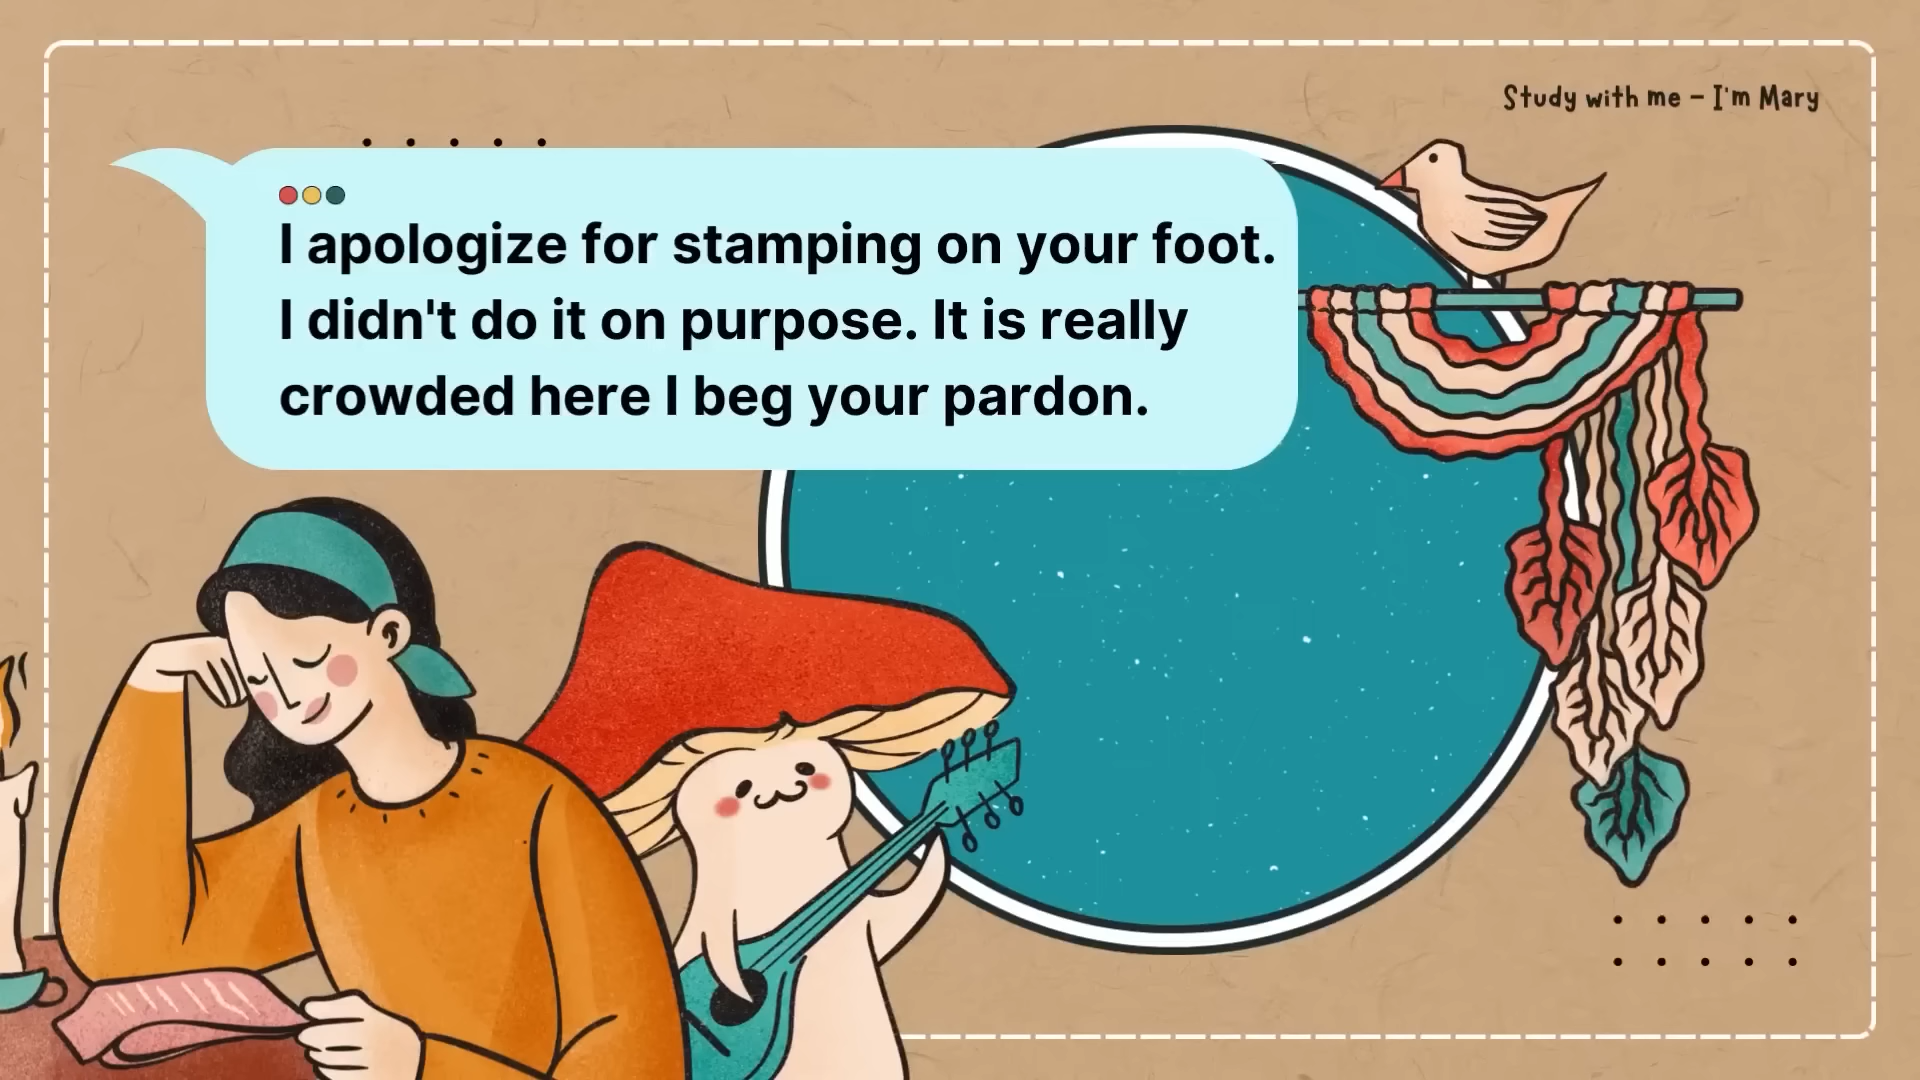 Study with me - I'm Mary
I apologize for stamping on your foot.
I didn't do it on purpose. It is really
crowded here I beg your pardon.